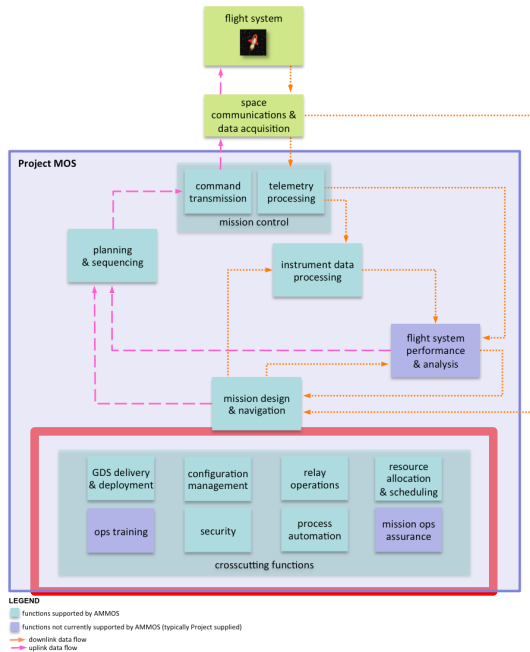 flight system
space
communications &
data acquisition
Project MOS
command
transmission
telemetry
processing
mission control
planning
& sequencing
instrument data
processing
flight system
performance
& analysis
mission design
& navigation
GDS delivery
& deployment
configuration
management
relay
operations
resource
allocation
& scheduling
ops training
security
process
automation
mission ops
assurance
crosscutting functions
LEGEND
functions supported by AMMOS
functions not currently supported by AMMOS (typically Project supplied)
downlink data flow
uplink data flow